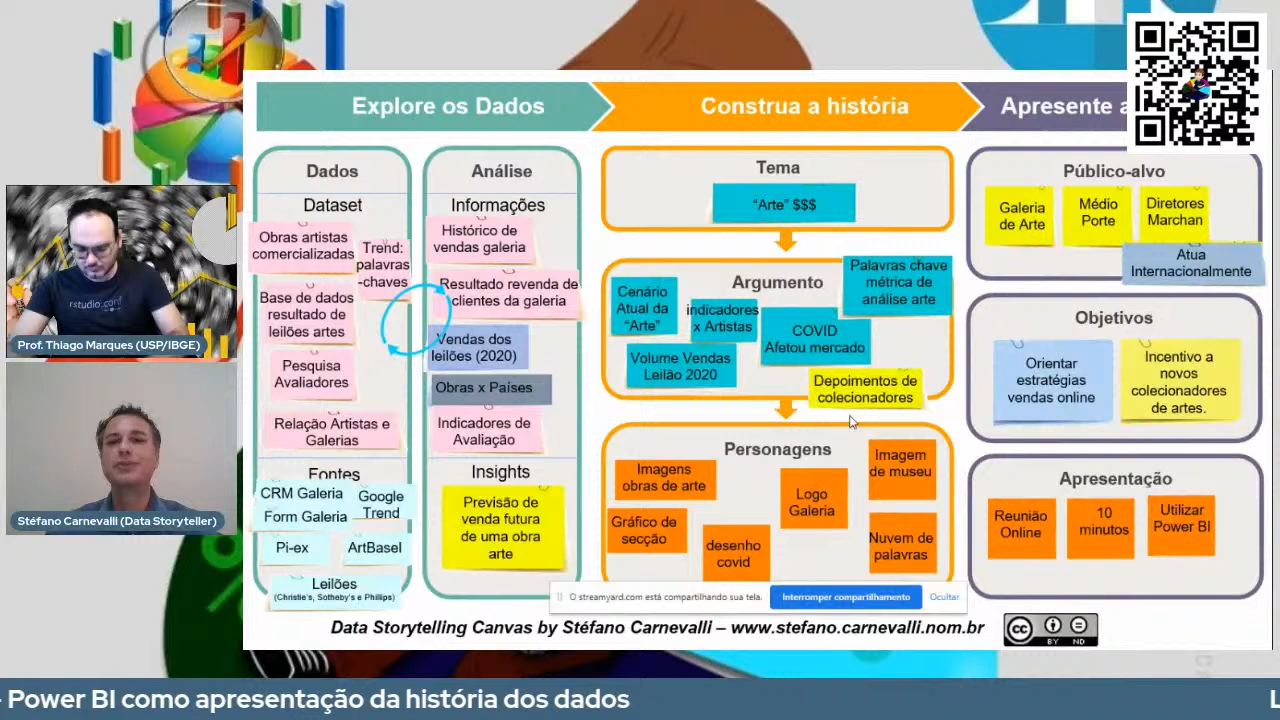 Explore os Dados
Construa a história
Apresente a
Dados
Dataset
Obras artistas
comercializadas
Trend:
palavras
-chaves
Base de dados
resultado de
leilões artes
Pesquisa
Avaliadores
Relação Artistas e
Galerias
Fontes
CRM Galeria
Google
Trend
Form Galeria
Pi-ex
ArtBasel
Leilões
(Christie's, Sotheby's e Phillips)
Análise
Informações
Histórico de
vendas galeria
Resultado revenda de
clientes da galeria
Vendas dos
leilões (2020)
Obras x Países
Indicadores de
Avaliação
Insights
Previsão de
venda futura
de uma obra
arte
Tema
“Arte” $$$
Argumento
Cenário
Atual da
“Arte”
indicadores
x Artistas
Palavras chave
métrica de
análise arte
COVID
Afetou mercado
Volume Vendas
Leilão 2020
Depoimentos de
colecionadores
Personagens
Imagens
obras de arte
Imagem
de museu
Logo
Galeria
Gráfico de
secção
desenho
covid
Nuvem de
palavras
Público-alvo
Galeria
de Arte
Médio
Porte
Diretores
Marchan
Atua
Internacionalmente
Objetivos
Orientar
estratégias
vendas online
Incentivo a
novos
colecionadores
de artes.
Apresentação
Reunião
Online
10
minutos
Utilizar
Power BI
O streamyard.com está compartilhando sua tela.
Interromper compartilhamento
Ocultar
Data Storytelling Canvas by Stéfano Carnevalli – www.stefano.carnevalli.nom.br
cc
BY ND
rstudio::conf
Prof. Thiago Marques (USP/IBGE)
Stéfano Carnevalli (Data Storyteller)
- Power BI como apresentação da história dos dados
L